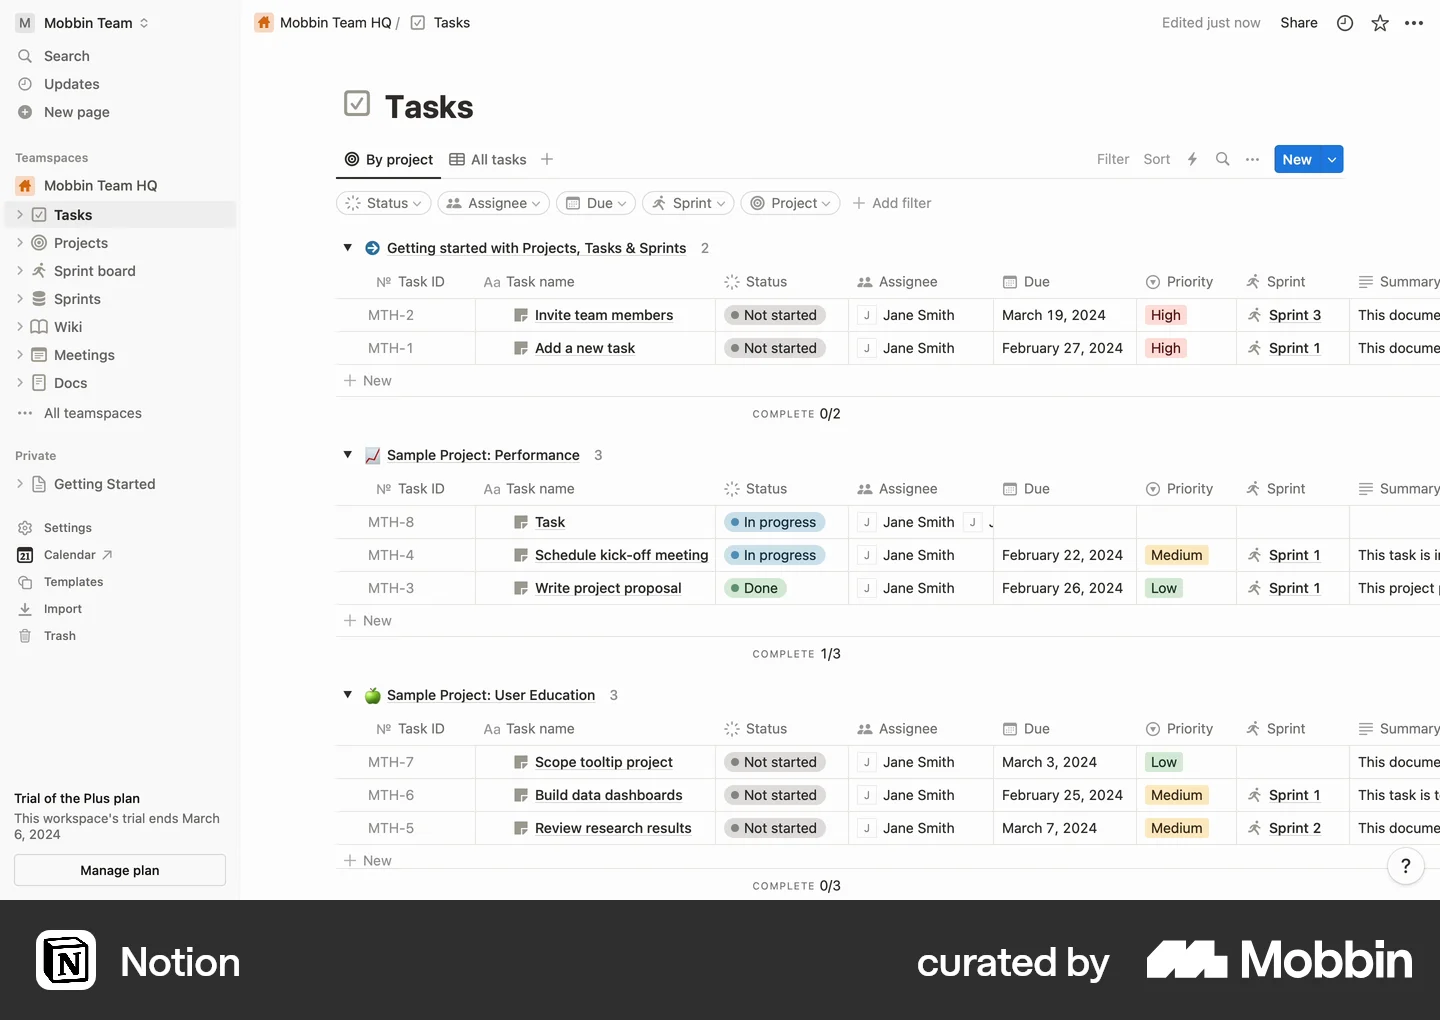 M Mobbin Team
Search
Updates
New page
Teamspaces
Mobbin Team HQ
Tasks
Projects
Sprint board
Sprints
Wiki
Meetings
Docs
All teamspaces
Private
Getting Started
Settings
21 Calendar
Templates
Import
Trash
Trial of the Plus plan
This workspace's trial ends March
6, 2024
Manage plan
Mobbin Team HQ / Tasks
Edited just now Share
Tasks
By project All tasks
Filter Sort New
Status Assignee Due Sprint Project Add filter
Getting started with Projects, Tasks & Sprints 2
Nº Task ID Aa Task name Status Assignee Due Priority Sprint Summary
MTH-2 Invite team members Not started J Jane Smith March 19, 2024 High Sprint 3 This docume
MTH-1 Add a new task Not started J Jane Smith February 27, 2024 High Sprint 1 This docume
New
COMPLETE 0/2
Sample Project: Performance 3
Nº Task ID Aa Task name Status Assignee Due Priority Sprint Summary
MTH-8 Task In progress J Jane Smith J
MTH-4 Schedule kick-off meeting In progress J Jane Smith February 22, 2024 Medium Sprint 1 This task is i
MTH-3 Write project proposal Done J Jane Smith February 26, 2024 Low Sprint 1 This project
New
COMPLETE 1/3
Sample Project: User Education 3
Nº Task ID Aa Task name Status Assignee Due Priority Sprint Summary
MTH-7 Scope tooltip project Not started J Jane Smith March 3, 2024 Low This docume
MTH-6 Build data dashboards Not started J Jane Smith February 25, 2024 Medium Sprint 1 This task is t
MTH-5 Review research results Not started J Jane Smith March 7, 2024 Medium Sprint 2 This docume
New
COMPLETE 0/3
?
N Notion
curated by Mobbin